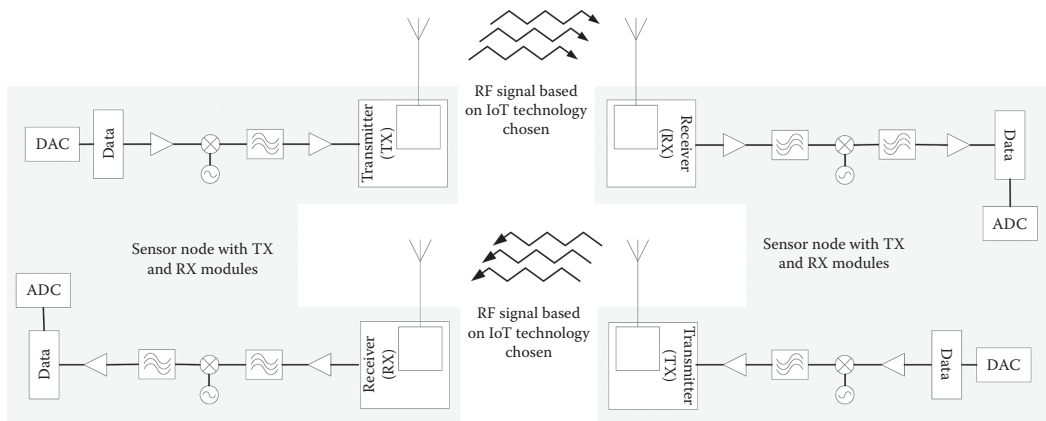 RF signal based
on IoT technology
chosen
DAC
Data
Transmitter
(TX)
Receiver
(RX)
Data
ADC
Sensor node with TX
and RX modules
Sensor node with TX
and RX modules
ADC
Data
Receiver
(RX)
RF signal based
on IoT technology
chosen
Transmitter
(TX)
Data
DAC